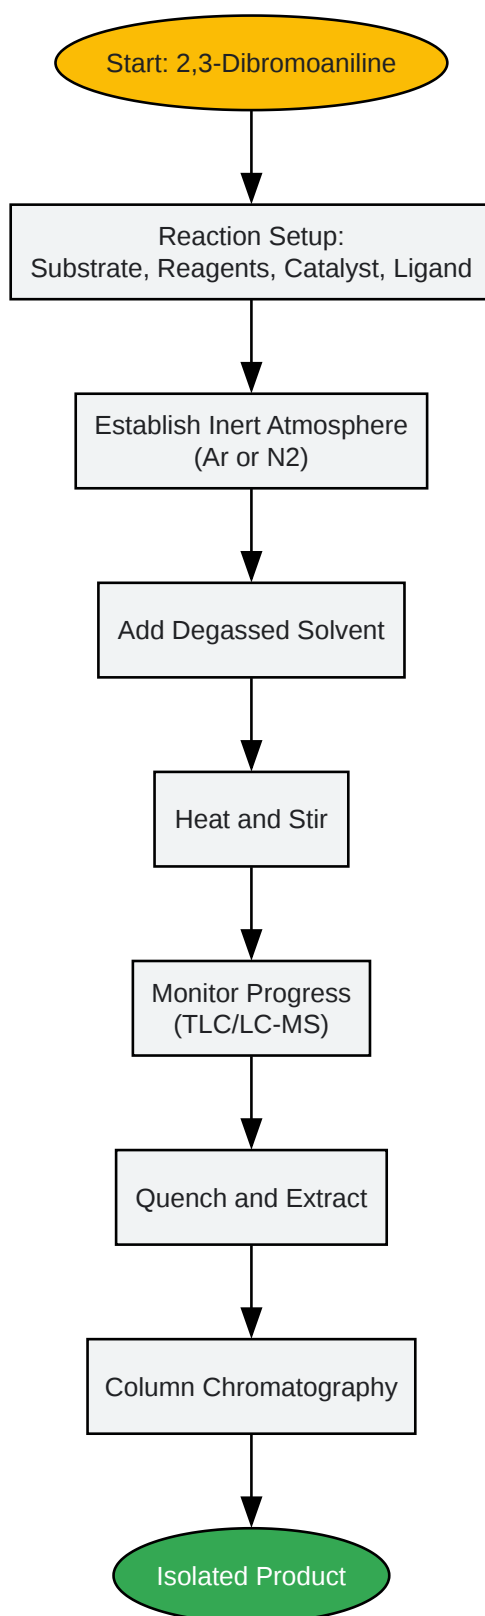 Start: 2,3-Dibromoaniline
Reaction Setup:
Substrate, Reagents, Catalyst, Ligand
Establish Inert Atmosphere
(Ar or N2)
Add Degassed Solvent
Heat and Stir
Monitor Progress
(TLC/LC-MS)
Quench and Extract
Column Chromatography
Isolated Product